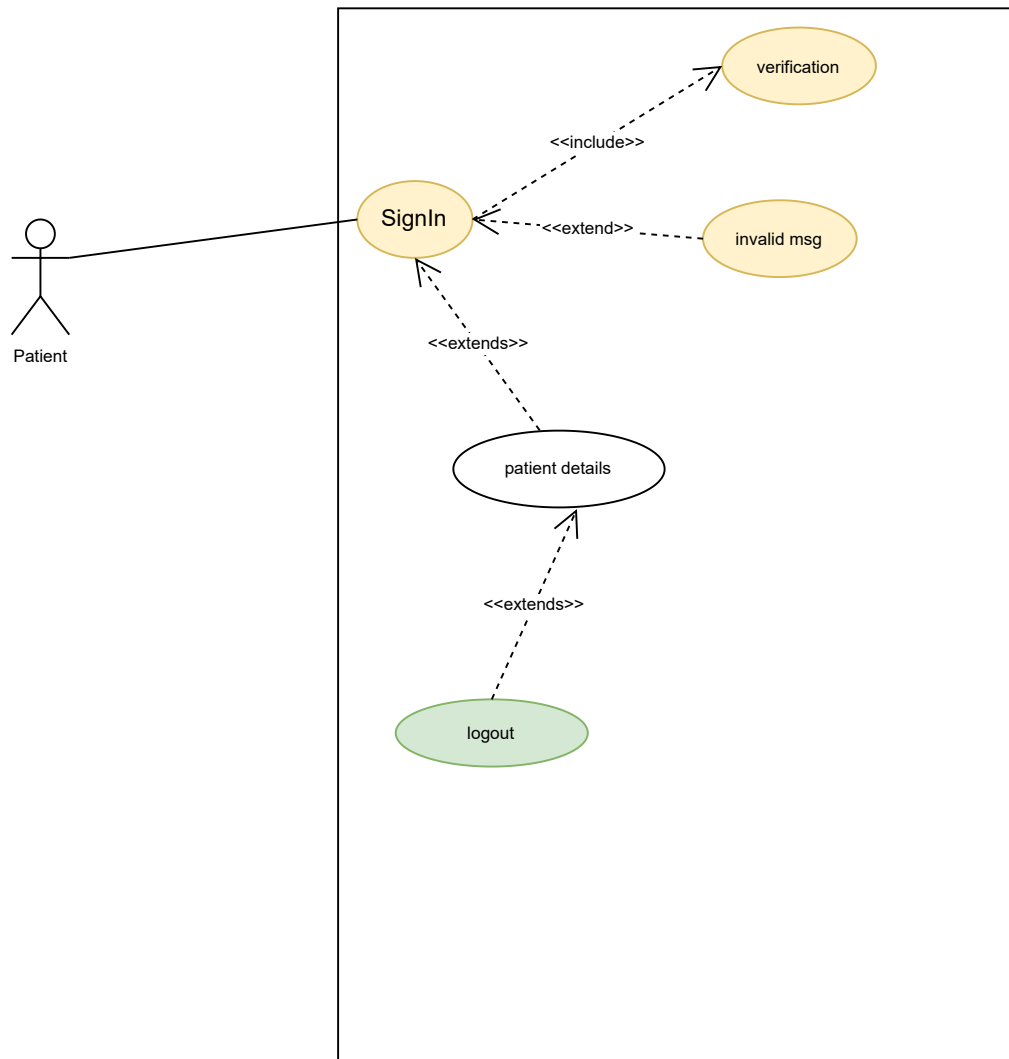 verification
<<include>>
SignIn
<<extend>>
invalid msg
Patient
<<extends>>
patient details
<<extends>>
logout